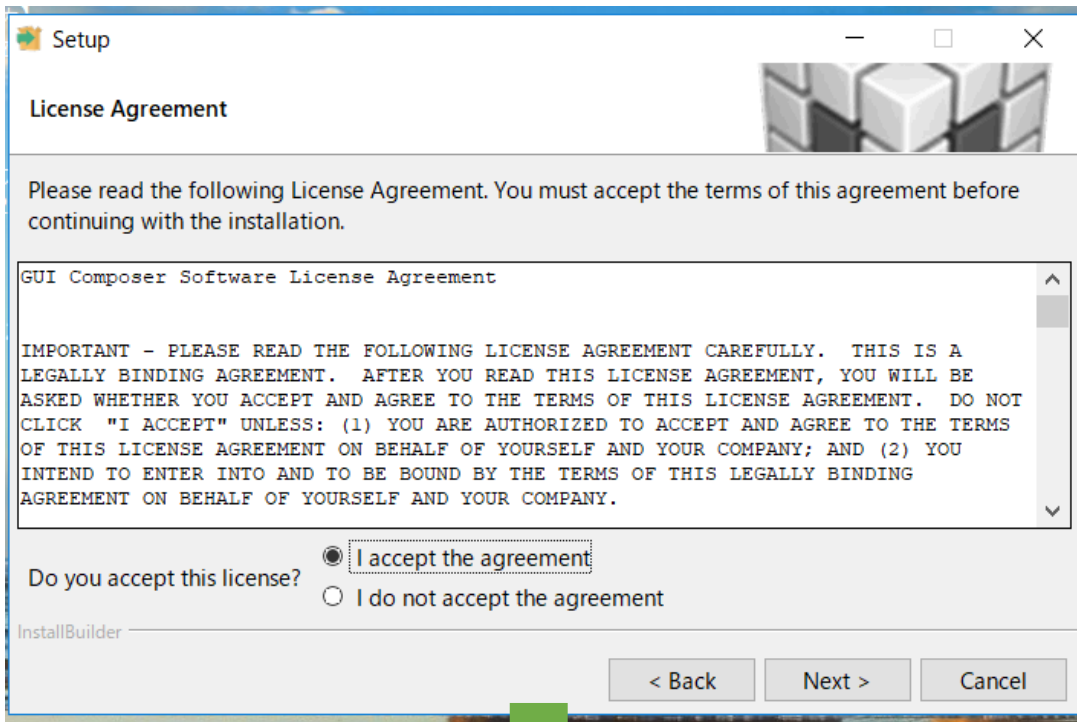 Setup
License Agreement
Please read the following License Agreement. You must accept the terms of this agreement before
continuing with the installation.
GUI Composer Software License Agreement
IMPORTANT - PLEASE READ THE FOLLOWING LICENSE AGREEMENT CAREFULLY.  THIS IS A
LEGALLY BINDING AGREEMENT.  AFTER YOU READ THIS LICENSE AGREEMENT, YOU WILL BE
ASKED WHETHER YOU ACCEPT AND AGREE TO THE TERMS OF THIS LICENSE AGREEMENT.  DO NOT
CLICK  "I ACCEPT" UNLESS: (1) YOU ARE AUTHORIZED TO ACCEPT AND AGREE TO THE TERMS
OF THIS LICENSE AGREEMENT ON BEHALF OF YOURSELF AND YOUR COMPANY; AND (2) YOU
INTEND TO ENTER INTO AND TO BE BOUND BY THE TERMS OF THIS LEGALLY BINDING
AGREEMENT ON BEHALF OF YOURSELF AND YOUR COMPANY.
Do you accept this license?
I accept the agreement
I do not accept the agreement
InstallBuilder
< Back Next > Cancel